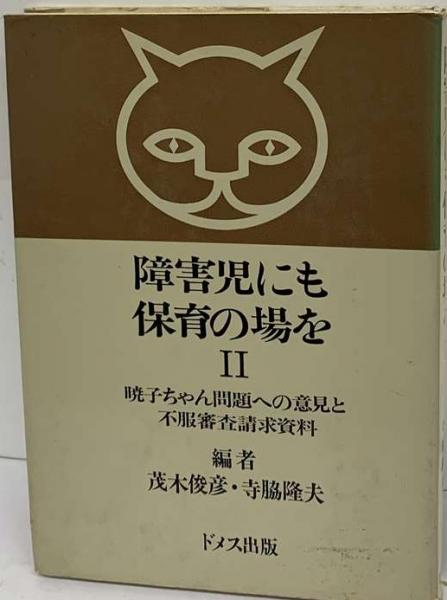 障害児にも
保育の場を
II
暁子ちゃん問題への意見と
不服審査請求資料
編者
茂木俊彦・寺脇隆夫
ドメス出版